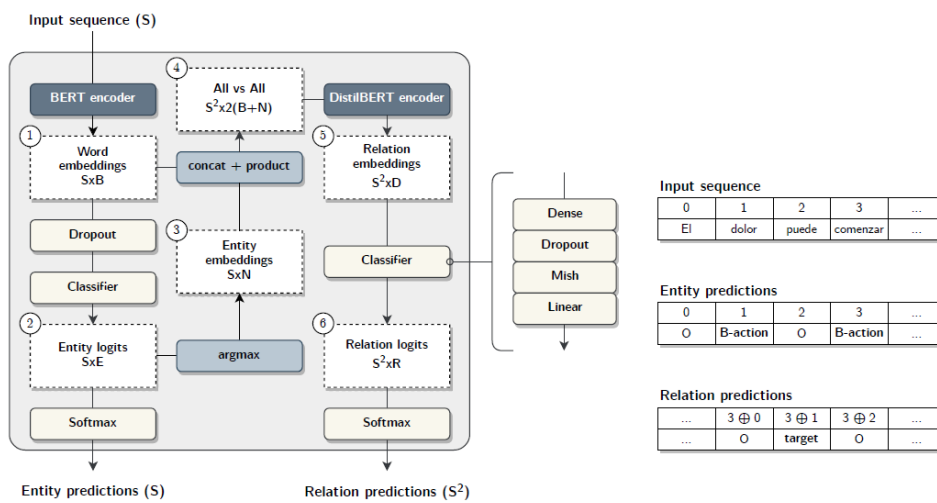 Input sequence (S)
BERT encoder
1
Word
embeddings
SxB
Dropout
Classifier
2
Entity logits
SxE
Softmax
Entity predictions (S)
4
All vs All
S²x2(B+N)
concat + product
3
Entity
embeddings
SxN
argmax
DistilBERT encoder
5
Relation
embeddings
S²xD
Classifier
6
Relation logits
S²xR
Softmax
Relation predictions (S²)
Dense
Dropout
Mish
Linear
Input sequence
0 1 2 3 ...
El dolor puede comenzar ...
Entity predictions
0 1 2 3 ...
O B-action O B-action ...
Relation predictions
... 3 ⊕ 0 3 ⊕ 1 3 ⊕ 2 ...
... O target O ...